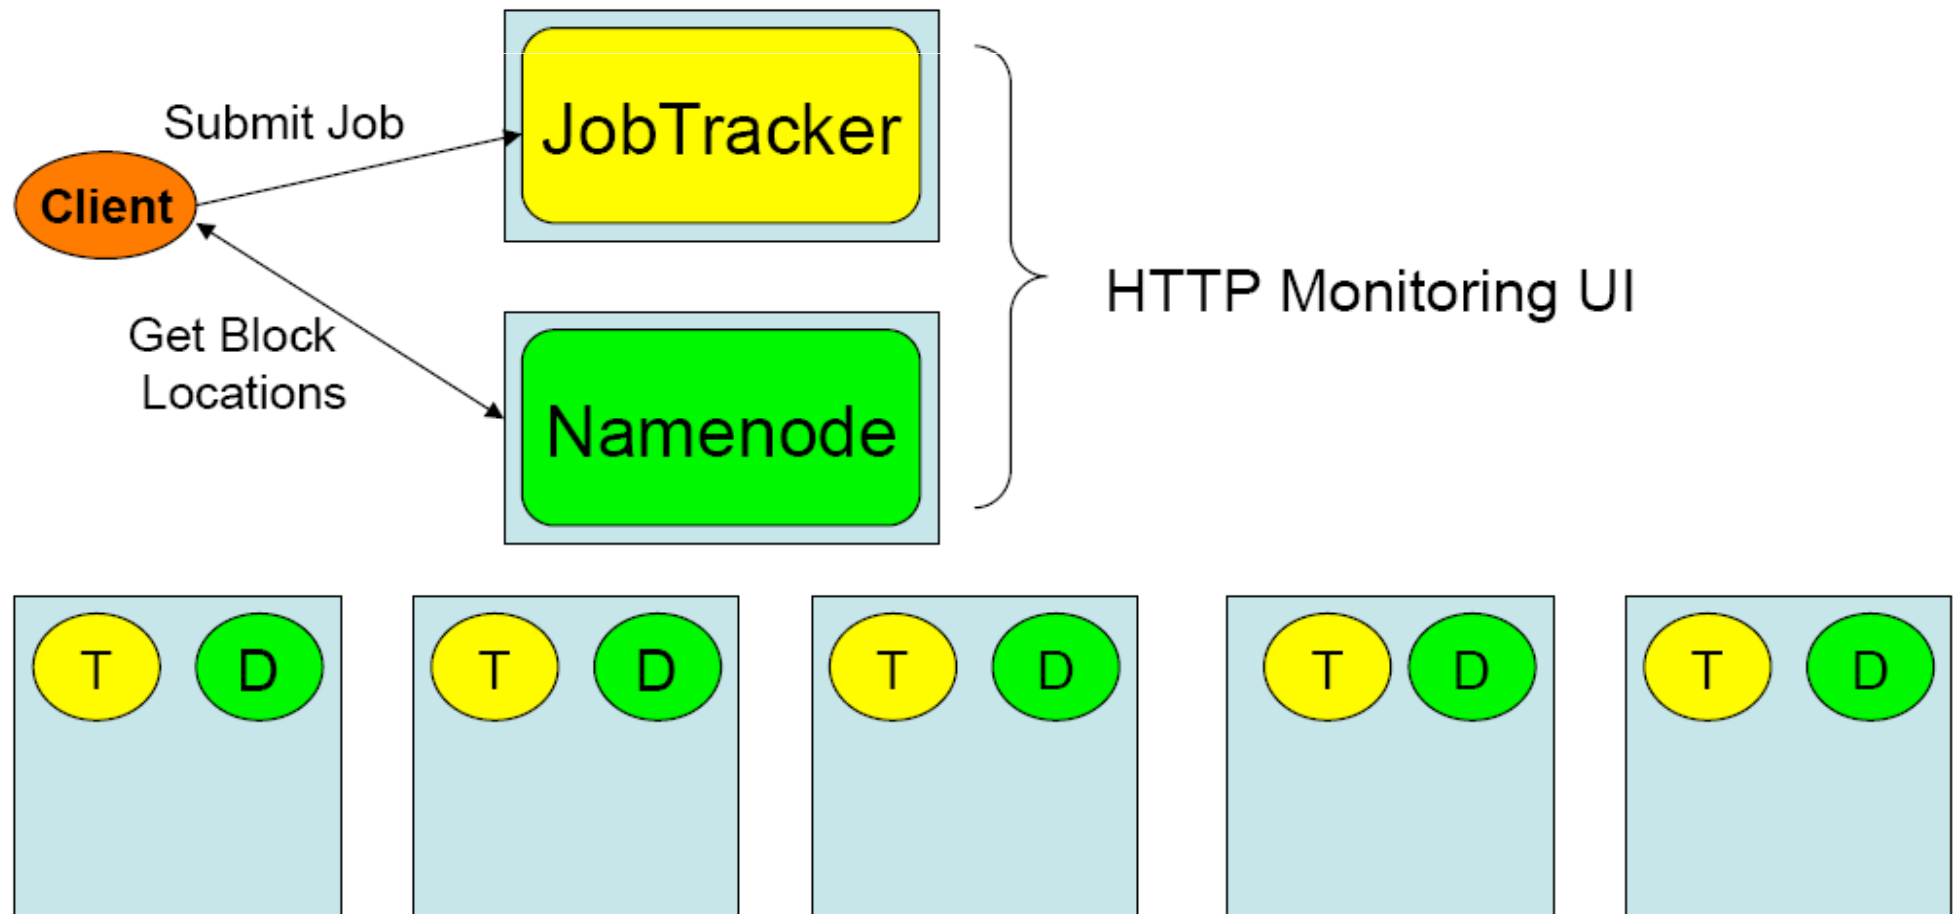 Submit Job
JobTracker
Client
HTTP Monitoring UI
Get Block
Locations
Namenode
T D T D T D T D T D